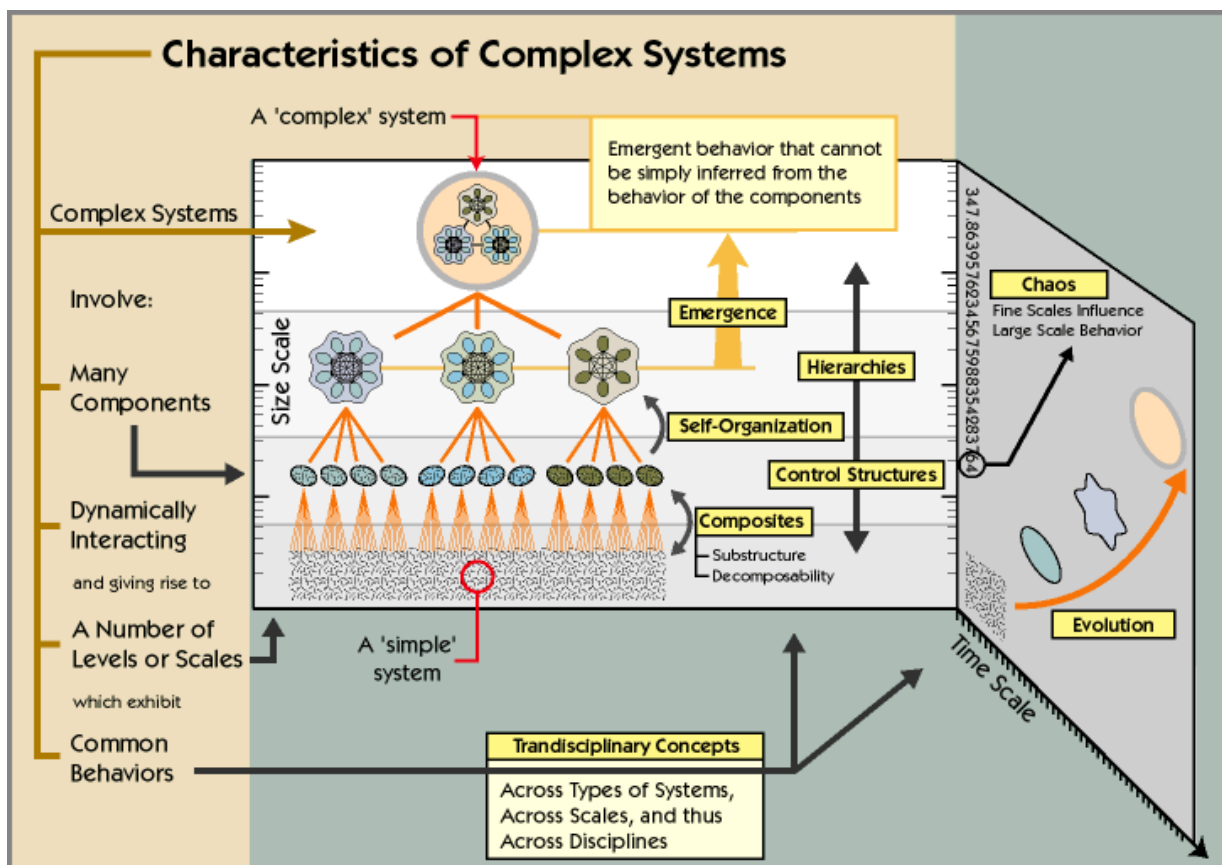 Characteristics of Complex Systems
A 'complex' system
Emergent behavior that cannot
be simply inferred from the
behavior of the components
Complex Systems
Involve:
Many
Components
Dynamically
Interacting
and giving rise to
A Number of
Levels or Scales
which exhibit
Common
Behaviors
Size Scale
Emergence
Hierarchies
Self-Organization
Control Structures
Composites
Substructure
Decomposability
A 'simple'
system
347.86395762345675988354283764
Chaos
Fine Scales Influence
Large Scale Behavior
Evolution
Time Scale
Trandisciplinary Concepts
Across Types of Systems,
Across Scales, and thus
Across Disciplines